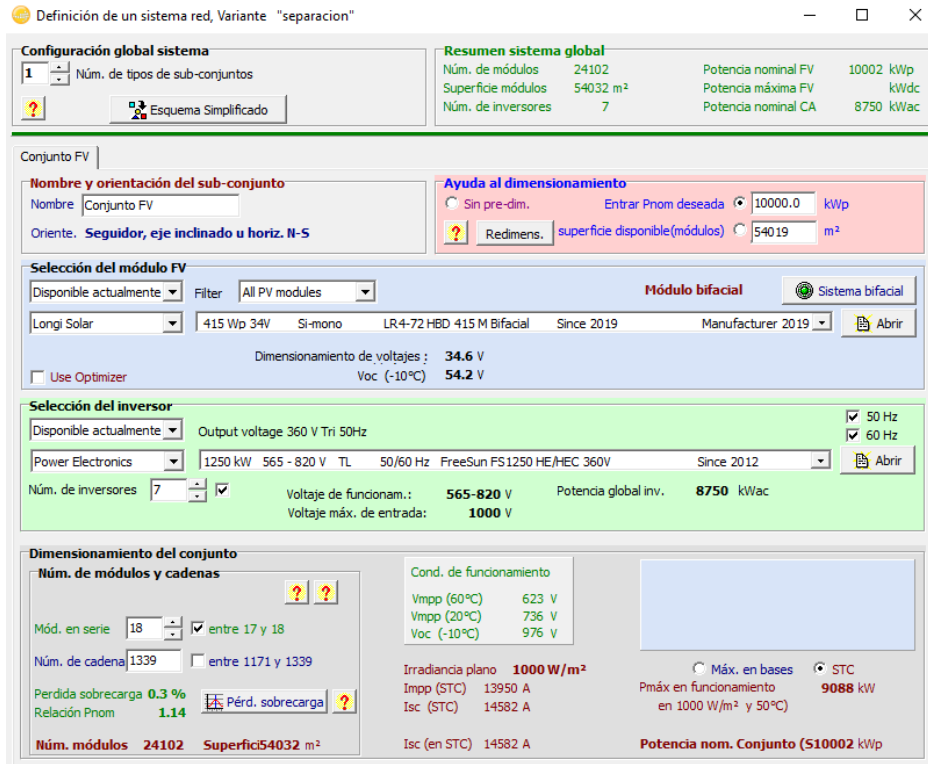 Definición de un sistema red, Variante "separacion"
Configuración global sistema
1 Núm. de tipos de sub-conjuntos
? Esquema Simplificado
Resumen sistema global
Núm. de módulos 24102 Potencia nominal FV 10002 kWp
Superficie módulos 54032 m² Potencia máxima FV kWdc
Núm. de inversores 7 Potencia nominal CA 8750 kWac
Conjunto FV
Nombre y orientación del sub-conjunto
Nombre Conjunto FV
Oriente. Seguidor, eje inclinado u horiz. N-S
Ayuda al dimensionamiento
Sin pre-dim. Entrar Pnom deseada 10000.0 kWp
? Redimens. superficie disponible(módulos) 54019 m²
Selección del módulo FV
Disponible actualmente Filter All PV modules Módulo bifacial Sistema bifacial
Longi Solar 415 Wp 34V Si-mono LR4-72 HBD 415 M Bifacial Since 2019 Manufacturer 2019 Abrir
Dimensionamiento de voltajes : 34.6 V
Use Optimizer Voc (-10ºC) 54.2 V
Selección del inversor
Disponible actualmente Output voltage 360 V Tri 50Hz 50 Hz
60 Hz
Power Electronics 1250 kW 565 - 820 V TL 50/60 Hz FreeSun FS1250 HE/HEC 360V Since 2012 Abrir
Núm. de inversores 7 Voltaje de funcionam.: 565-820 V Potencia global inv. 8750 kWac
Voltaje máx. de entrada: 1000 V
Dimensionamiento del conjunto
Núm. de módulos y cadenas
? ?
Mód. en serie 18 entre 17 y 18
Núm. de cadena 1339 entre 1171 y 1339
Perdida sobrecarga 0.3 % Pérd. sobrecarga ?
Relación Pnom 1.14
Núm. módulos 24102 Superfici54032 m²
Cond. de funcionamiento
Vmpp (60ºC) 623 V
Vmpp (20ºC) 736 V
Voc (-10ºC) 976 V
Irradiancia plano 1000 W/m²
Impp (STC) 13950 A
Isc (STC) 14582 A
Isc (en STC) 14582 A
Máx. en bases STC
Pmáx en funcionamiento 9088 kW
en 1000 W/m² y 50ºC)
Potencia nom. Conjunto (S10002 kWp